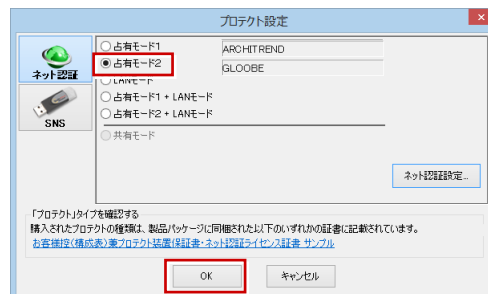 プロテクト設定
×
ネット認証
SNS
占有モード1
ARCHITREND
占有モード2
GLOOBE
LANモード
占有モード1 + LANモード
占有モード2 + LANモード
共有モード
ネット認証設定...
「プロテクト」タイプを確認する
購入されたプロテクトの種類は、製品パッケージに同梱された以下のいずれかの証書に記載されています。
お客様控(構成表)兼プロテクト装置保証書・ネット認証ライセンス証書 サンプル
OK
キャンセル